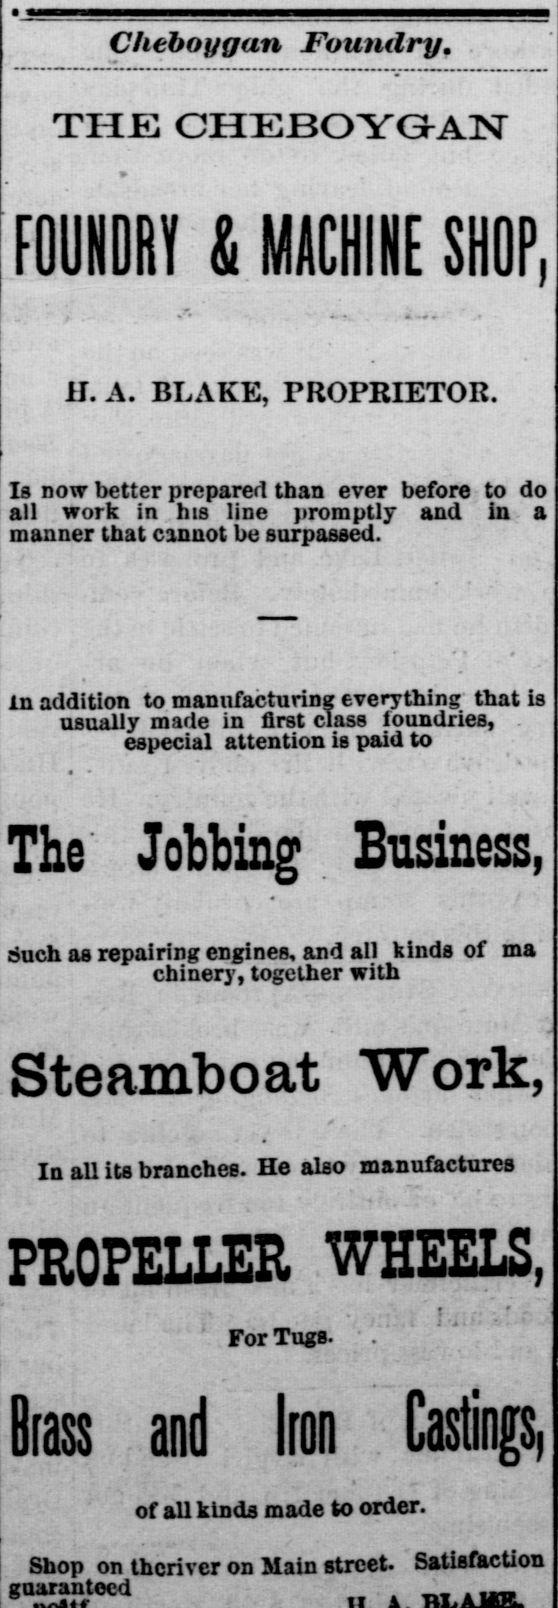 Cheboygan Foundry.
THE CHEBOYGAN
FOUNDRY & MACHINE SHOP,
H. A. BLAKE, PROPRIETOR.
Is now better prepared than ever before to do
all work in his line promptly and in a
manner that cannot be surpassed.
In addition to manufacturing everything that is
usually made in first class foundries,
especial attention is paid to
The Jobbing Business,
Such as repairing engines, and all kinds of ma
chinery, together with
Steamboat Work,
In all its branches. He also manufactures
PROPELLER WHEELS,
For Tugs.
Brass and Iron Castings,
of all kinds made to order.
Shop on the river on Main street. Satisfaction
guaranteed
H. A. BLAKE.